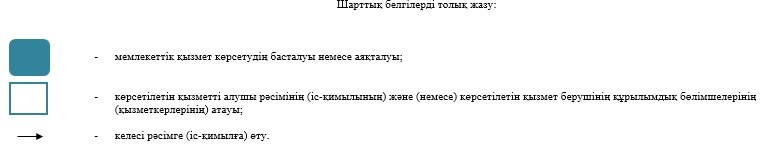 Шарттық белгілерді толық жазу:
- мемлекеттік қызмет көрсетудің басталуы немесе аяқталуы;
- көрсетілетін қызметті алушы рәсімінің (іс-қимылының) және (немесе) көрсетілетін қызмет берушінің құрылымдық бөлімшелерінің
(қызметкерлерінің) атауы;
- келесі рәсімге (іс-қимылға) өту.